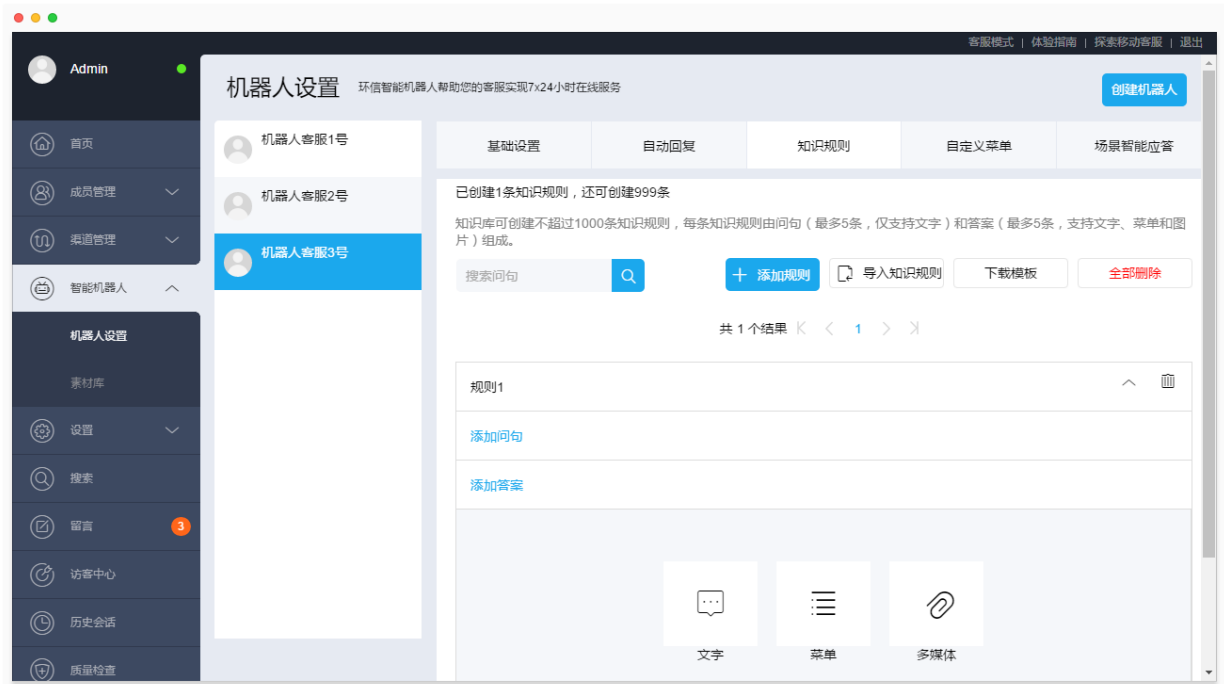 客服模式 | 体验指南 | 探索移动客服 | 退出
Admin
机器人设置
环信智能机器人帮助您的客服实现7x24小时在线服务
创建机器人
首页
成员管理
渠道管理
智能机器人
机器人设置
素材库
设置
搜索
留言
3
访客中心
历史会话
质量检查
机器人客服1号
机器人客服2号
机器人客服3号
基础设置
自动回复
知识规则
自定义菜单
场景智能应答
已创建1条知识规则，还可创建999条
知识库可创建不超过1000条知识规则，每条知识规则由问句（最多5条，仅支持文字）和答案（最多5条，支持文字、菜单和图
片）组成。
搜索问句
添加规则
导入知识规则
下载模板
全部删除
共 1 个结果
1
规则1
添加问句
添加答案
文字
菜单
多媒体